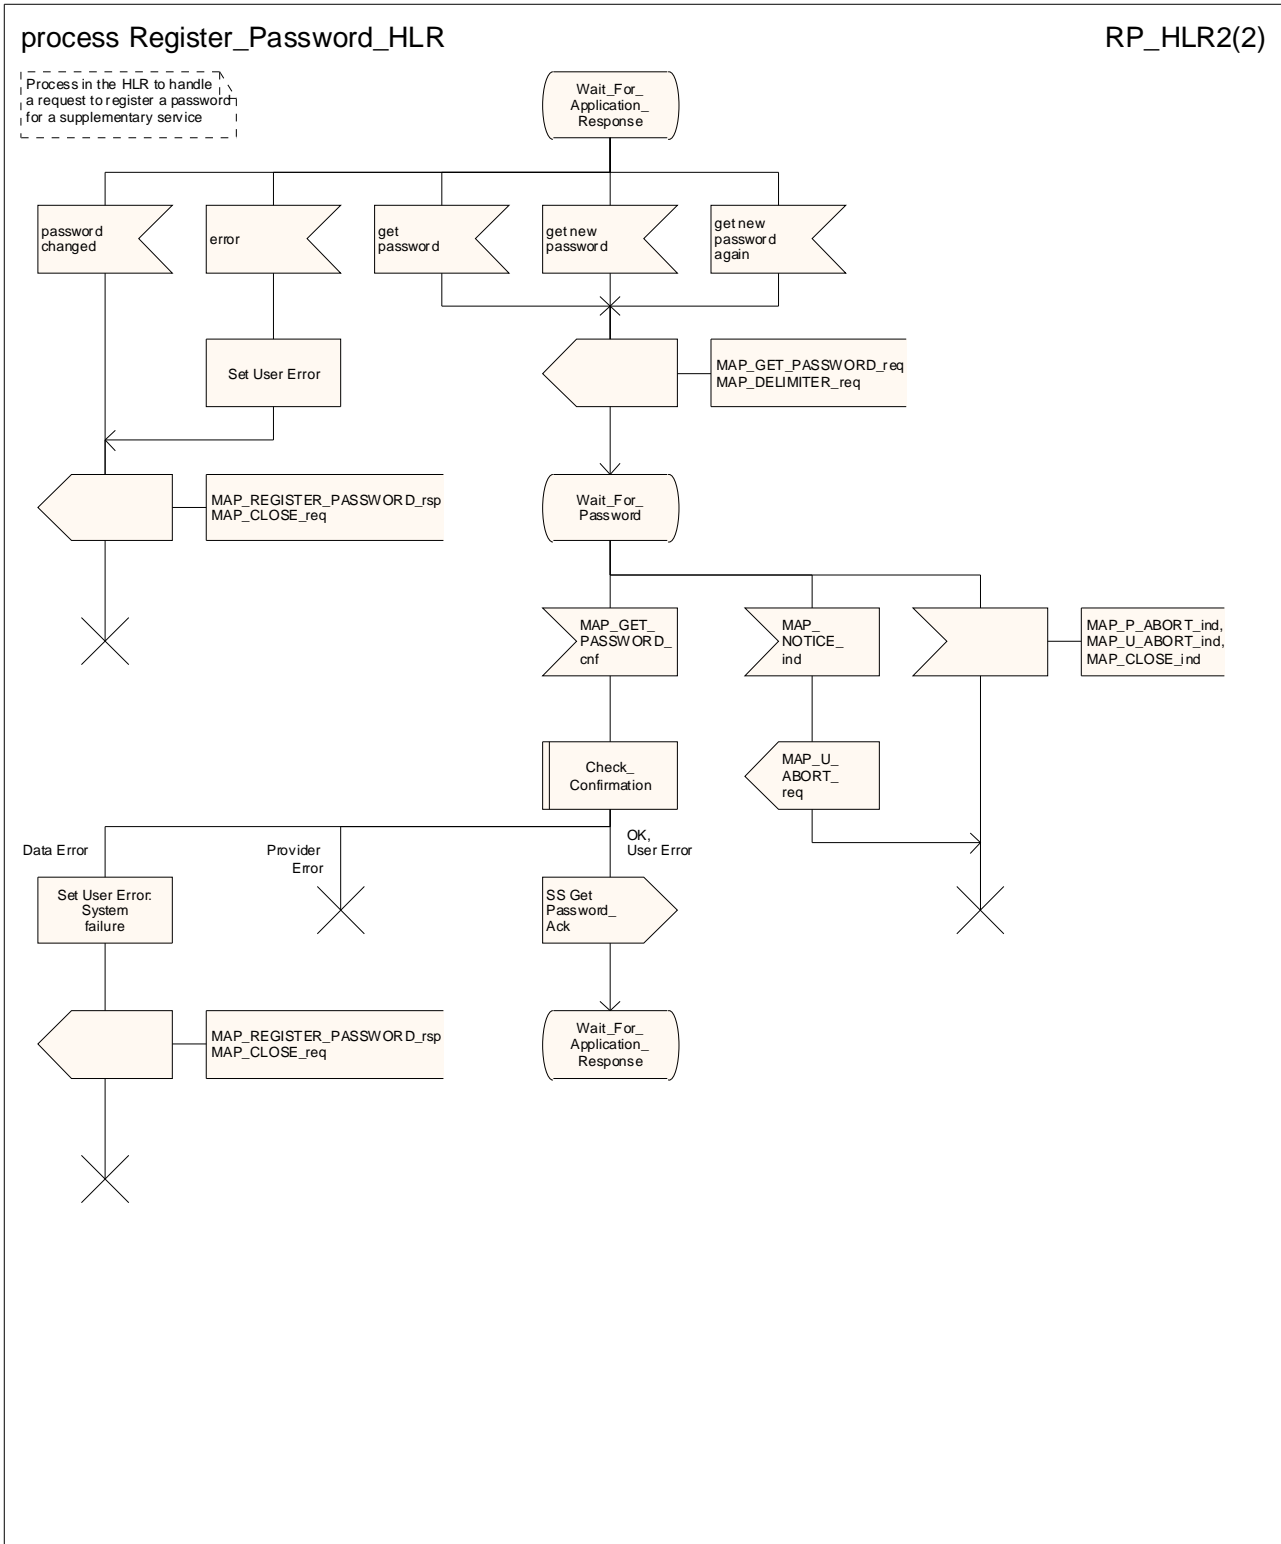 process Register_Password_HLR
RP_HLR2(2)
Process in the HLR to handle
a request to register a password
for a supplementary service
Wait_For_
Application_
Response
password
changed
error
get
password
get new
password
get new
password
again
Set User Error
MAP_GET_PASSWORD_req
MAP_DELIMITER_req
MAP_REGISTER_PASSWORD_rsp
MAP_CLOSE_req
Wait_For_
Password
MAP_GET_
PASSWORD_
cnf
MAP_
NOTICE_
ind
MAP_P_ABORT_ind,
MAP_U_ABORT_ind,
MAP_CLOSE_ind
Check_
Confirmation
MAP_U_
ABORT_
req
Data Error
Provider
Error
OK,
User Error
Set User Error:
System
failure
SS Get
Password_
Ack
MAP_REGISTER_PASSWORD_rsp
MAP_CLOSE_req
Wait_For_
Application_
Response